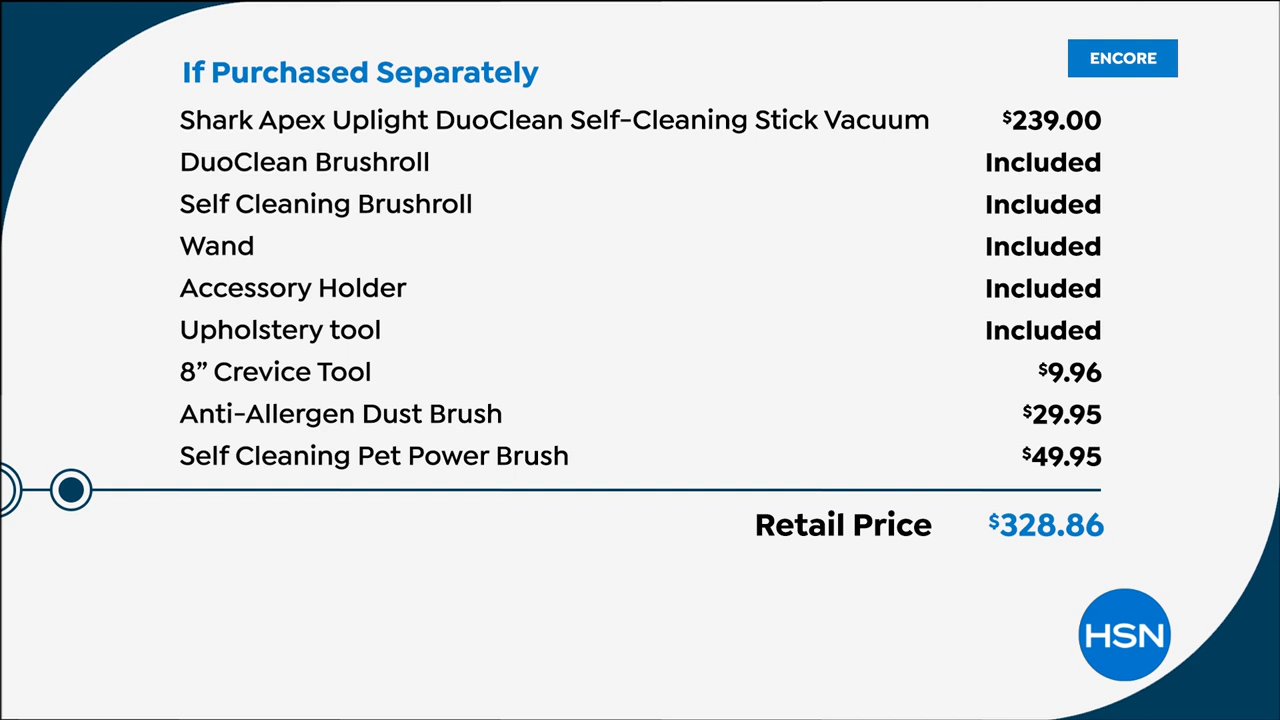 If Purchased Separately
ENCORE
Shark Apex Uplight DuoClean Self-Cleaning Stick Vacuum $239.00
DuoClean Brushroll Included
Self Cleaning Brushroll Included
Wand Included
Accessory Holder Included
Upholstery tool Included
8” Crevice Tool $9.96
Anti-Allergen Dust Brush $29.95
Self Cleaning Pet Power Brush $49.95
Retail Price $328.86
HSN